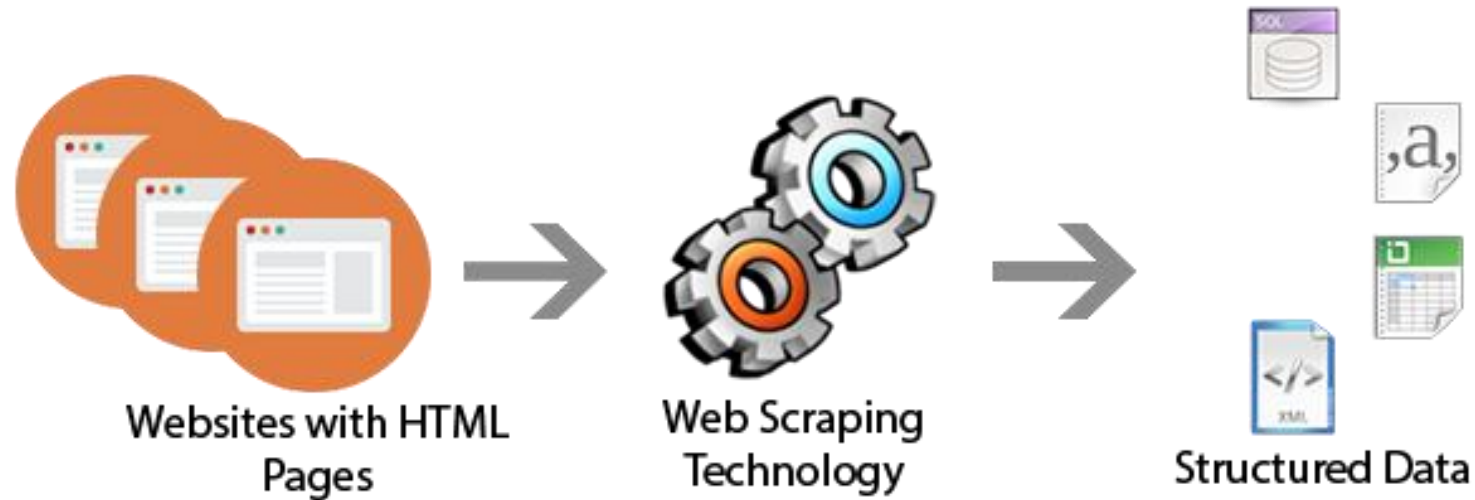 Websites with HTML
Pages
Web Scraping
Technology
SQL
,a,
</>
XML
Structured Data